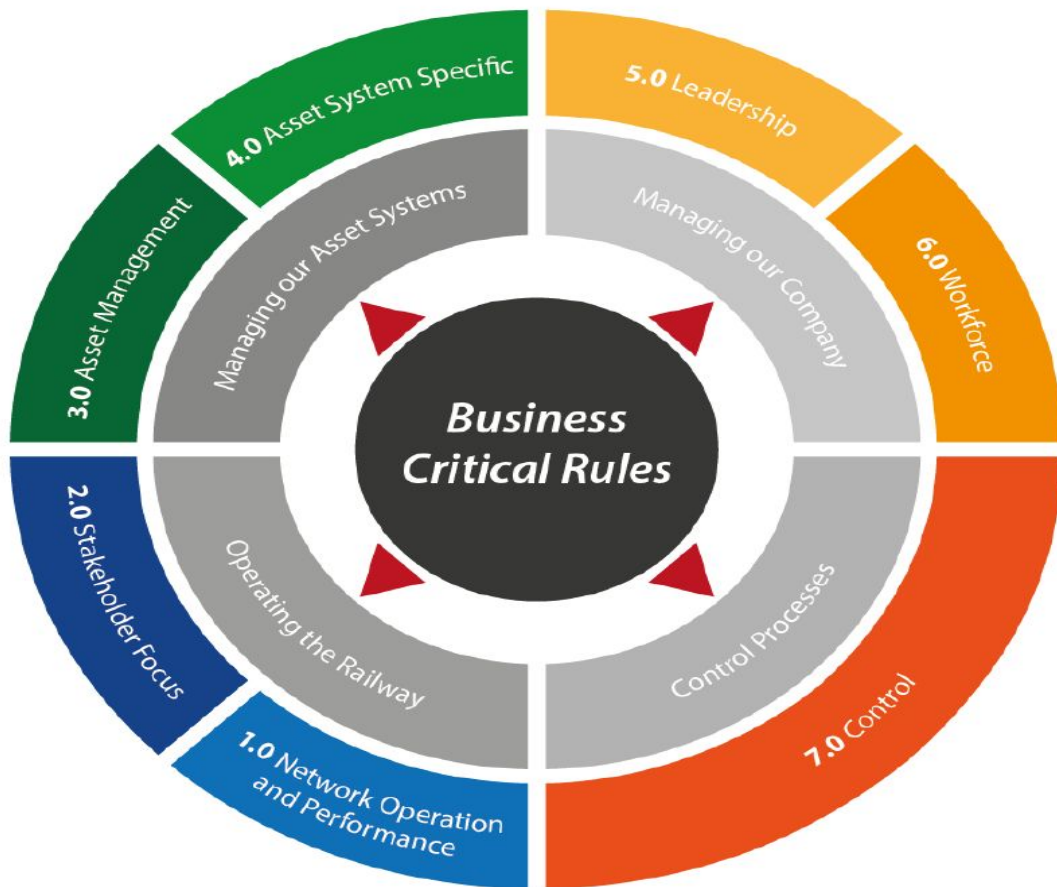 4.0 Asset System Specific
5.0 Leadership
3.0 Asset Management
Managing our Asset Systems
Managing our Company
6.0 Workforce
Business
Critical Rules
2.0 Stakeholder Focus
Operating the Railway
Control Processes
1.0 Network Operation
and Performance
7.0 Control